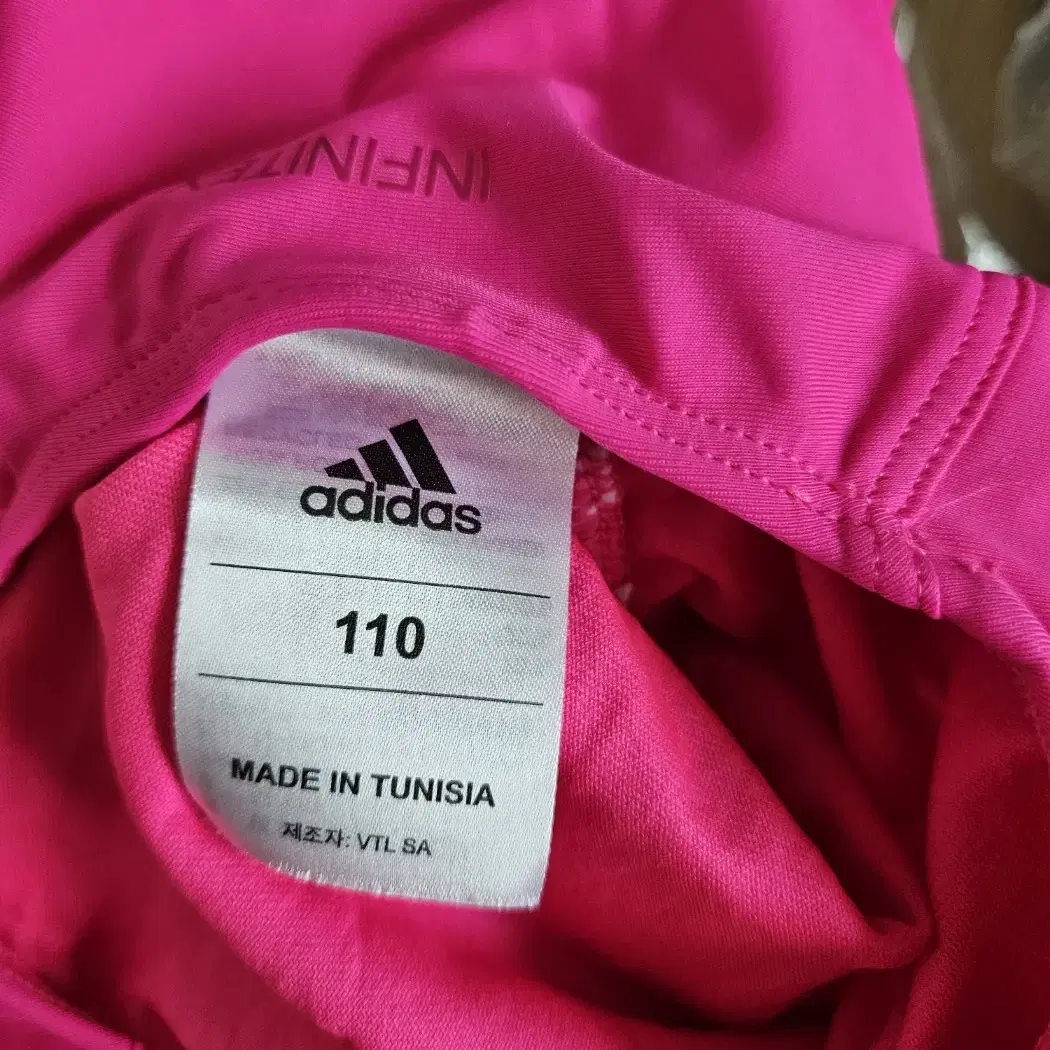 INFINITEX
adidas
110
MADE IN TUNISIA
제조자: VTL SA